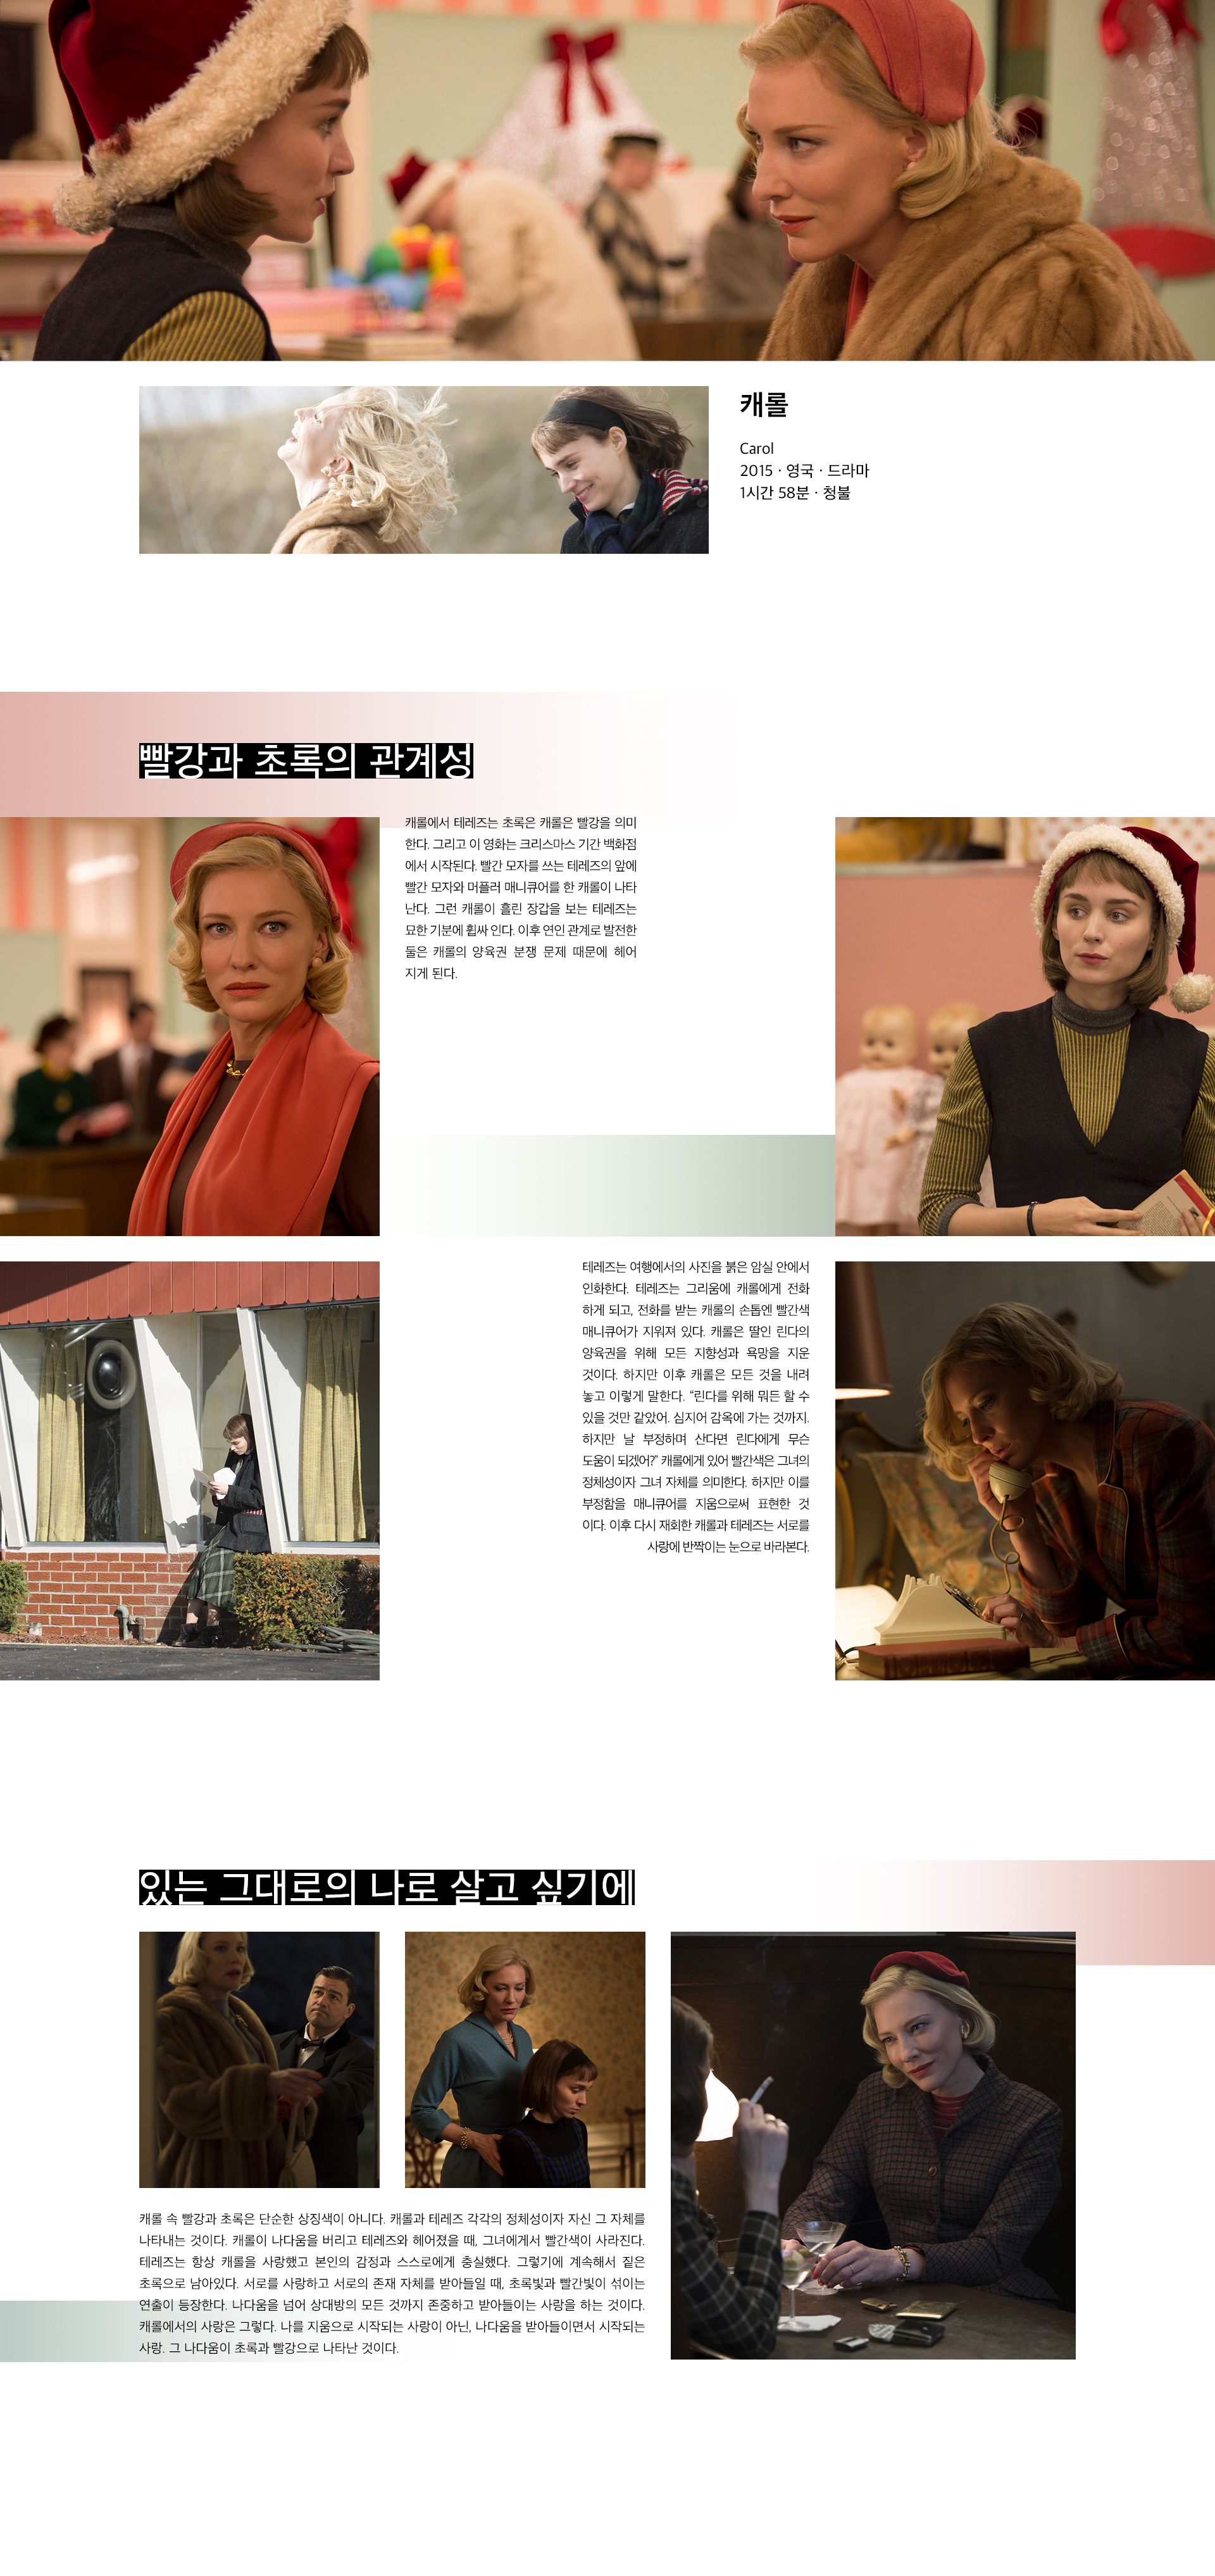 캐롤
Carol
2015 · 영국 · 드라마
1시간 58분 · 청불
빨강과 초록의 관계성
캐롤에서 테레즈는 초록은 캐롤은 빨강을 의미
한다. 그리고 이 영화는 크리스마스 기간 백화점
에서 시작된다. 빨간 모자를 쓰는 테레즈의 앞에
빨간 모자와 머플러 매니큐어를 한 캐롤이 나타
난다. 그런 캐롤이 흘린 장갑을 보는 테레즈는
묘한 기분에 휩싸 인다. 이후 연인 관계로 발전한
둘은 캐롤의 양육권 분쟁 문제 때문에 헤어
지게 된다.
테레즈는 여행에서의 사진을 붉은 암실 안에서
인화한다. 테레즈는 그리움에 캐롤에게 전화
하게 되고, 전화를 받는 캐롤의 손톱엔 빨간색
매니큐어가 지워져 있다. 캐롤은 딸인 린다의
양육권을 위해 모든 지향성과 욕망을 지운
것이다. 하지만 이후 캐롤은 모든 것을 내려
놓고 이렇게 말한다. “린다를 위해 뭐든 할 수
있을 것만 같았어. 심지어 감옥에 가는 것까지.
하지만 날 부정하며 산다면 린다에게 무슨
도움이 되겠어?” 캐롤에게 있어 빨간색은 그녀의
정체성이자 그녀 자체를 의미한다. 하지만 이를
부정함을 매니큐어를 지움으로써 표현한 것
이다. 이후 다시 재회한 캐롤과 테레즈는 서로를
사랑에 반짝이는 눈으로 바라본다.
있는 그대로의 나로 살고 싶기에
캐롤 속 빨강과 초록은 단순한 상징색이 아니다. 캐롤과 테레즈 각각의 정체성이자 자신 그 자체를
나타내는 것이다. 캐롤이 나다움을 버리고 테레즈와 헤어졌을 때, 그녀에게서 빨간색이 사라진다.
테레즈는 항상 캐롤을 사랑했고 본인의 감정과 스스로에게 충실했다. 그렇기에 계속해서 짙은
초록으로 남아있다. 서로를 사랑하고 서로의 존재 자체를 받아들일 때, 초록빛과 빨간빛이 섞이는
연출이 등장한다. 나다움을 넘어 상대방의 모든 것까지 존중하고 받아들이는 사랑을 하는 것이다.
캐롤에서의 사랑은 그렇다. 나를 지움으로 시작되는 사랑이 아닌, 나다움을 받아들이면서 시작되는
사랑. 그 나다움이 초록과 빨강으로 나타난 것이다.